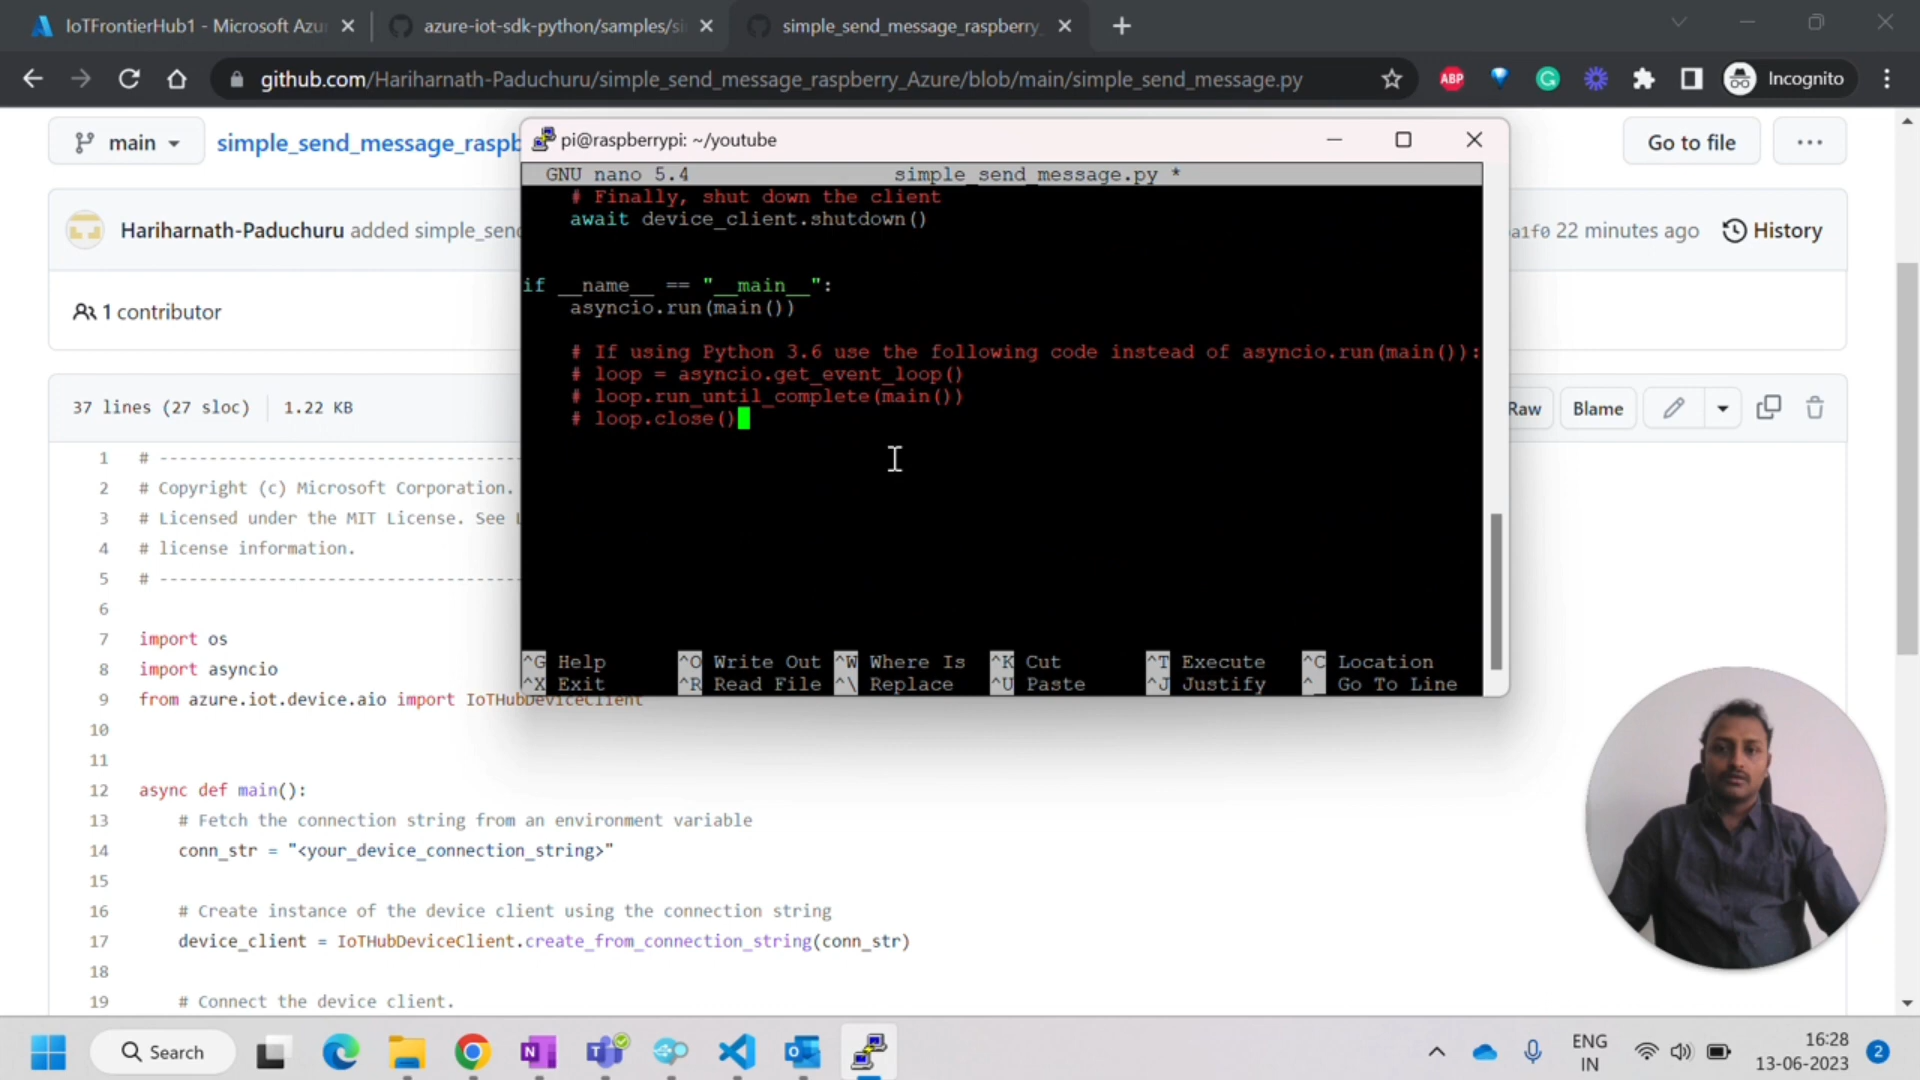 IoTFrontierHub1 - Microsoft Azu
azure-iot-sdk-python/samples/si
simple_send_message_raspberry_
github.com/Hariharnath-Paduchuru/simple_send_message_raspberry_Azure/blob/main/simple_send_message.py
ABP
Incognito
main
simple_send_message_raspb
Go to file
Hariharnath-Paduchuru added simple_send
a1f0 22 minutes ago
History
1 contributor
37 lines (27 sloc)
1.22 KB
Raw
Blame
1 # ------------------------------------
2 # Copyright (c) Microsoft Corporation.
3 # Licensed under the MIT License. See L
4 # license information.
5 # ------------------------------------
6
7 import os
8 import asyncio
9 from azure.iot.device.aio import IoTHubDeviceClient
10
11
12 async def main():
13 # Fetch the connection string from an environment variable
14 conn_str = "<your_device_connection_string>"
15
16 # Create instance of the device client using the connection string
17 device_client = IoTHubDeviceClient.create_from_connection_string(conn_str)
18
19 # Connect the device client.
pi@raspberrypi: ~/youtube
GNU nano 5.4 simple_send_message.py *
# Finally, shut down the client
await device_client.shutdown()
if __name__ == "__main__":
asyncio.run(main())
# If using Python 3.6 use the following code instead of asyncio.run(main()):
# loop = asyncio.get_event_loop()
# loop.run_until_complete(main())
# loop.close()
^G Help ^O Write Out ^W Where Is ^K Cut ^T Execute ^C Location
^X Exit ^R Read File ^\ Replace ^U Paste ^J Justify ^_ Go To Line
Search
ENG
IN
16:28
13-06-2023
2